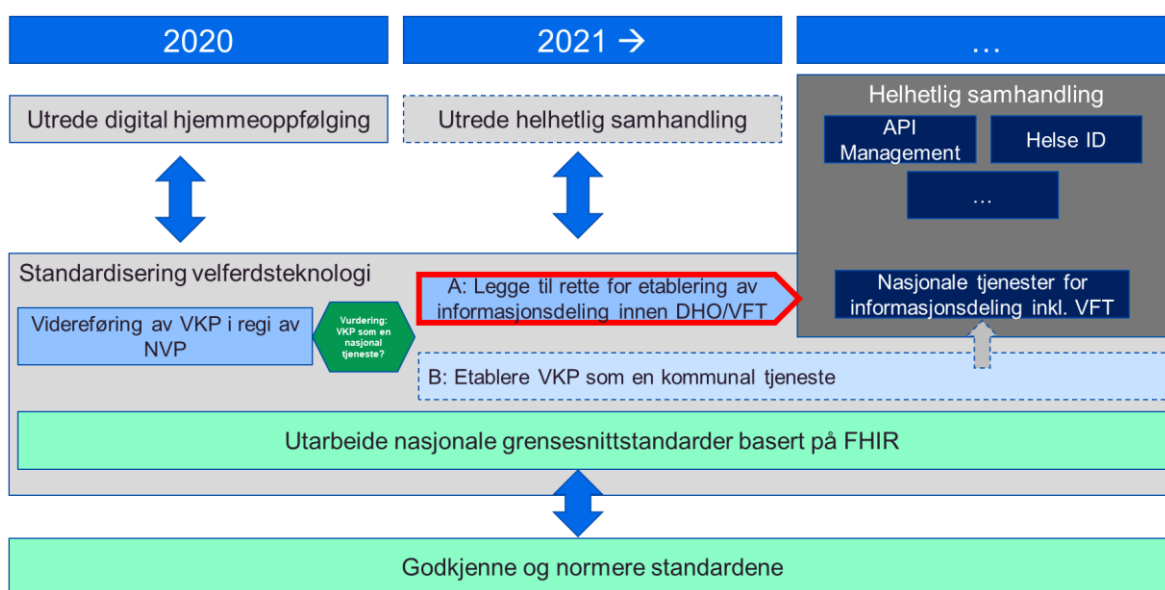 2020
2021 →
...
Utrede digital hjemmeoppfølging
Utrede helhetlig samhandling
Helhetlig samhandling
API
Management
Helse ID
...
Standardisering velferdsteknologi
Videreføring av VKP i regi av
NVP
Vurdering:
VKP som en
nasjonal
tjeneste?
A: Legge til rette for etablering av
informasjonsdeling innen DHO/VFT
Nasjonale tjenester for
informasjonsdeling inkl. VFT
B: Etablere VKP som en kommunal tjeneste
Utarbeide nasjonale grensesnittstandarder basert på FHIR
Godkjenne og normere standardene